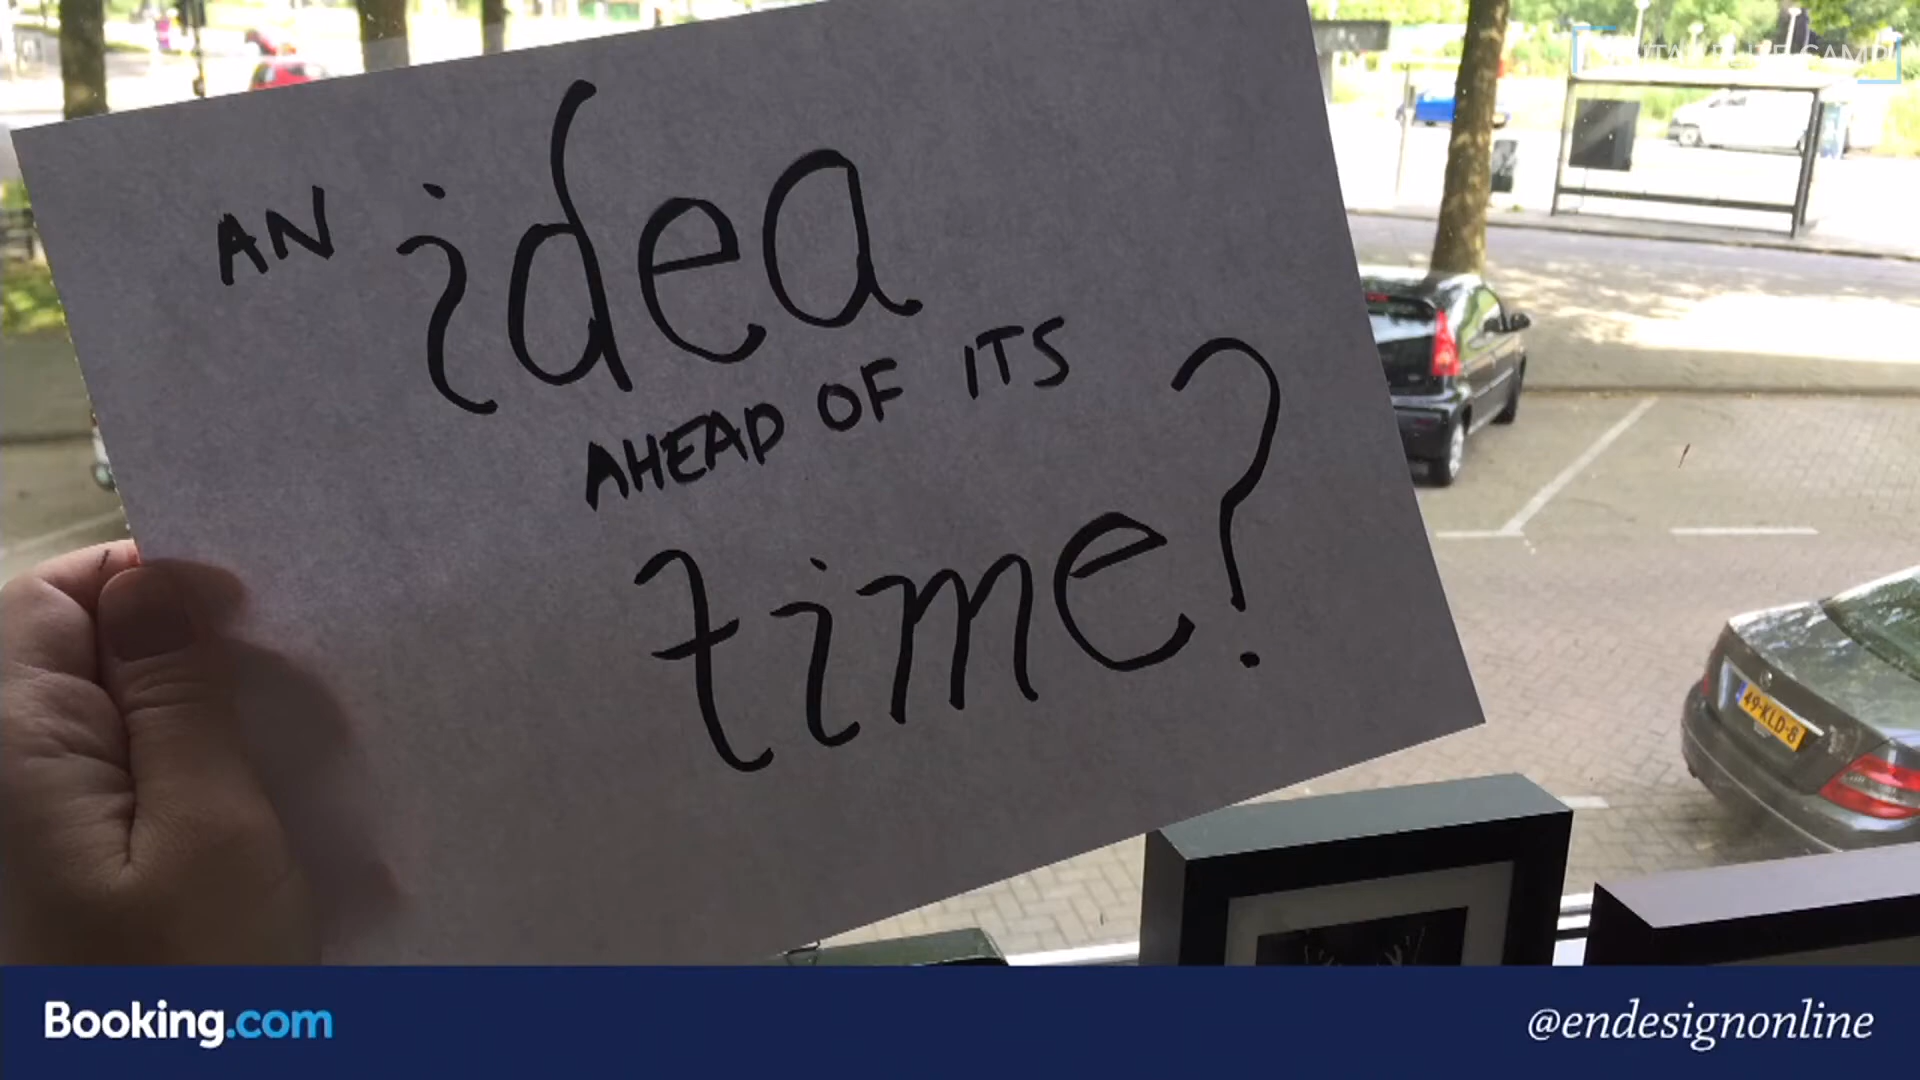 AN idea
AHEAD OF ITS
time?
49-KLD-8
Booking.com
@endesignonline